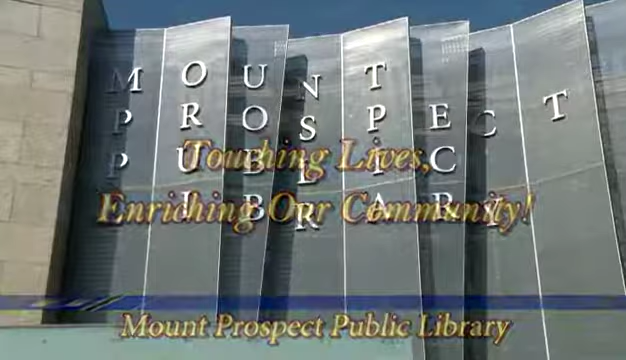 MOUNT
PROSPECT
PUBLIC
LIBRARY
Touching Lives,
Enriching Our Community!
Mount Prospect Public Library